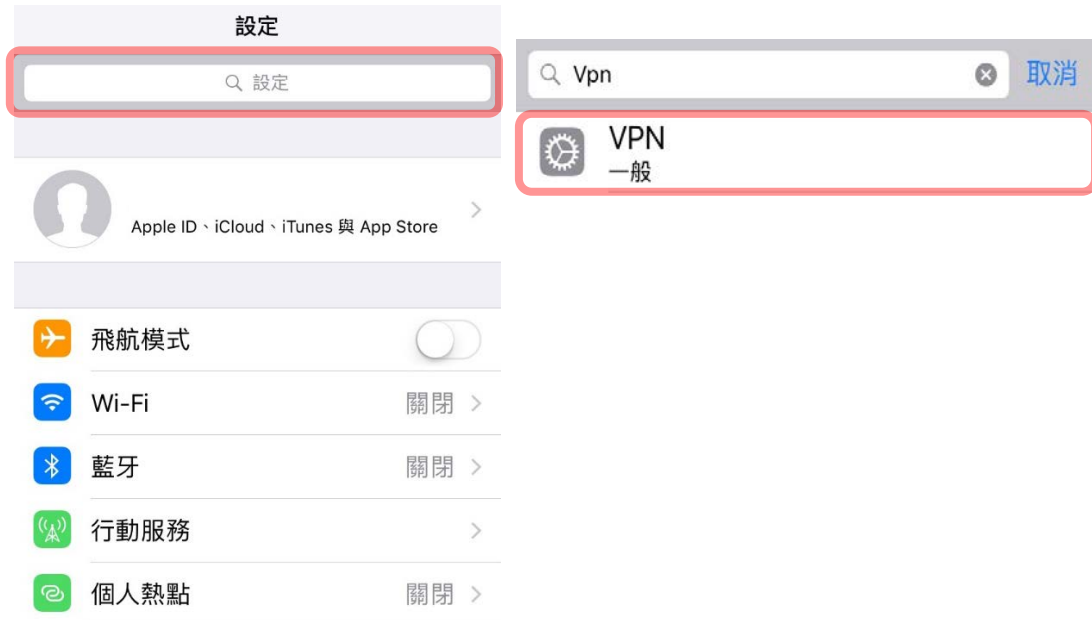 設定
設定
Apple ID、iCloud、iTunes 與 App Store
飛航模式
Wi-Fi 關閉
藍牙 關閉
行動服務
個人熱點 關閉
Vpn 取消
VPN
一般